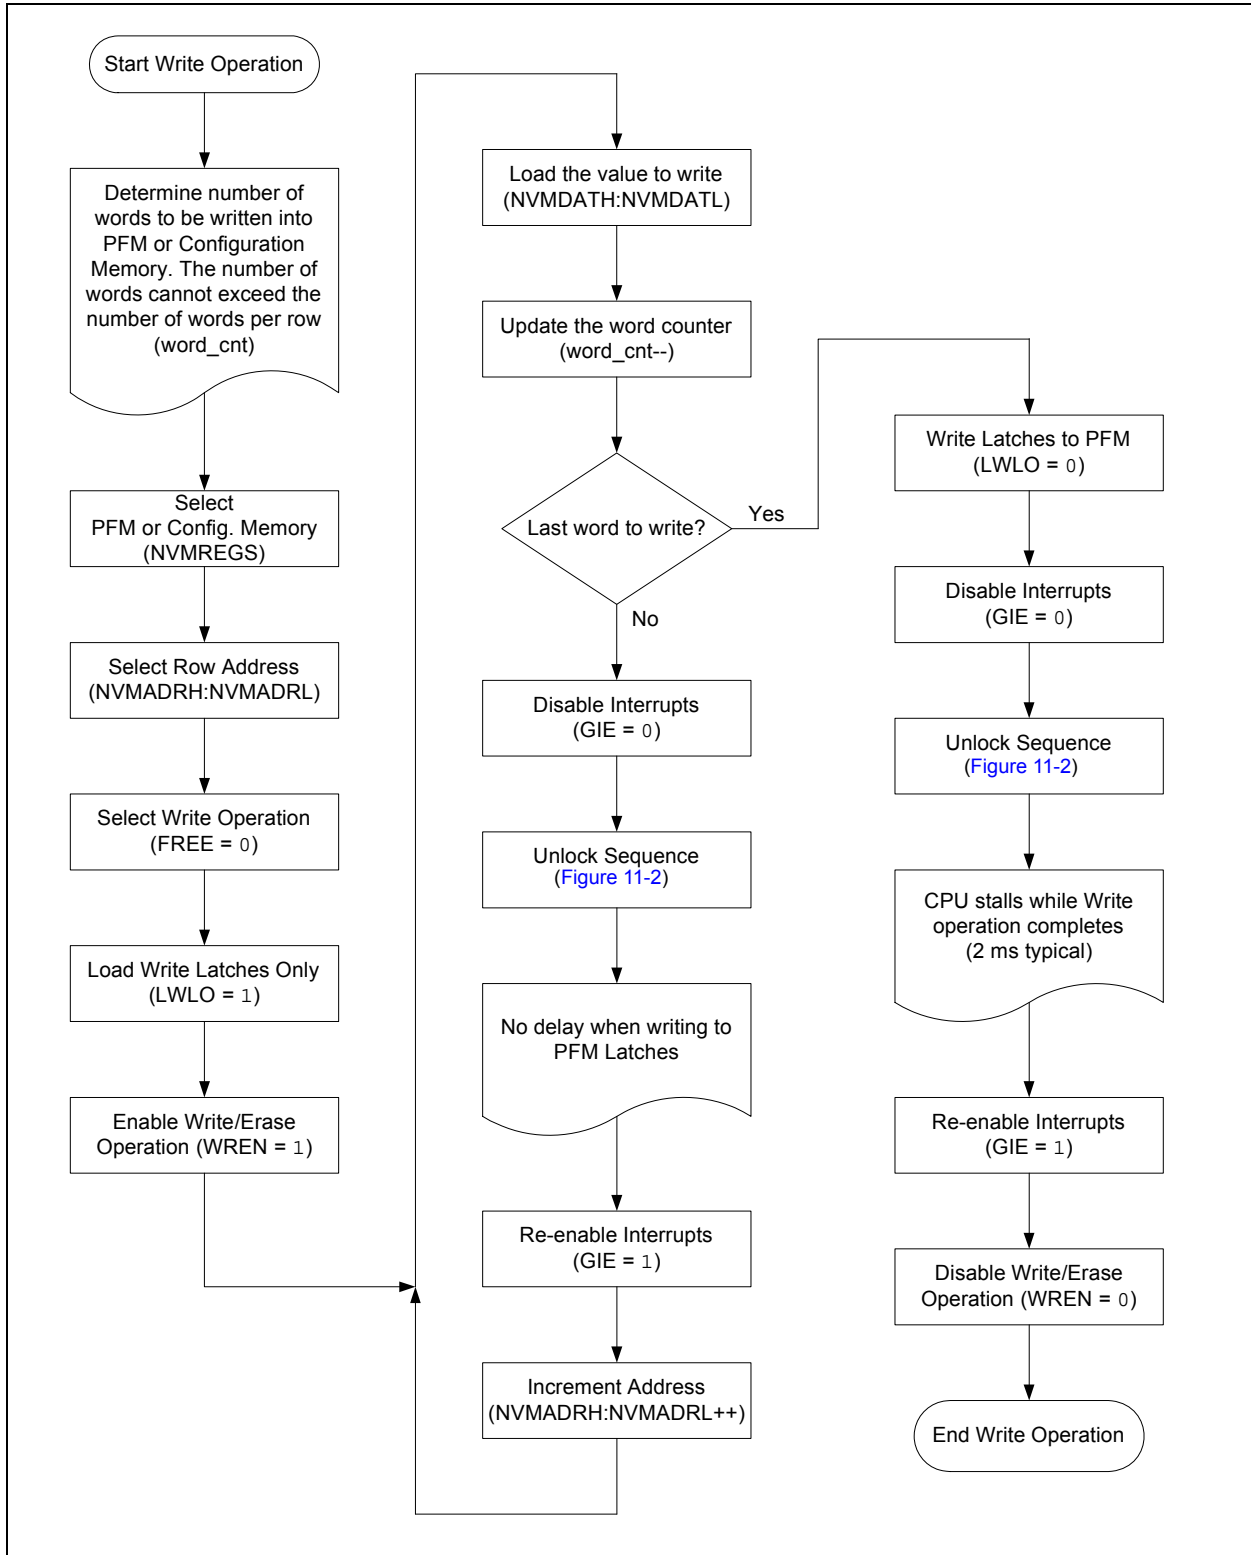 Start Write Operation
Determine number of
words to be written into
PFM or Configuration
Memory. The number of
words cannot exceed the
number of words per row
(word_cnt)
Select
PFM or Config. Memory
(NVMREGS)
Select Row Address
(NVMADRH:NVMADRL)
Select Write Operation
(FREE = 0)
Load Write Latches Only
(LWLO = 1)
Enable Write/Erase
Operation (WREN = 1)
Load the value to write
(NVMDATH:NVMDATL)
Update the word counter
(word_cnt--)
Last word to write?
Yes
No
Disable Interrupts
(GIE = 0)
Unlock Sequence
(Figure 11-2)
No delay when writing to
PFM Latches
Re-enable Interrupts
(GIE = 1)
Increment Address
(NVMADRH:NVMADRL++)
Write Latches to PFM
(LWLO = 0)
Disable Interrupts
(GIE = 0)
Unlock Sequence
(Figure 11-2)
CPU stalls while Write
operation completes
(2 ms typical)
Re-enable Interrupts
(GIE = 1)
Disable Write/Erase
Operation (WREN = 0)
End Write Operation